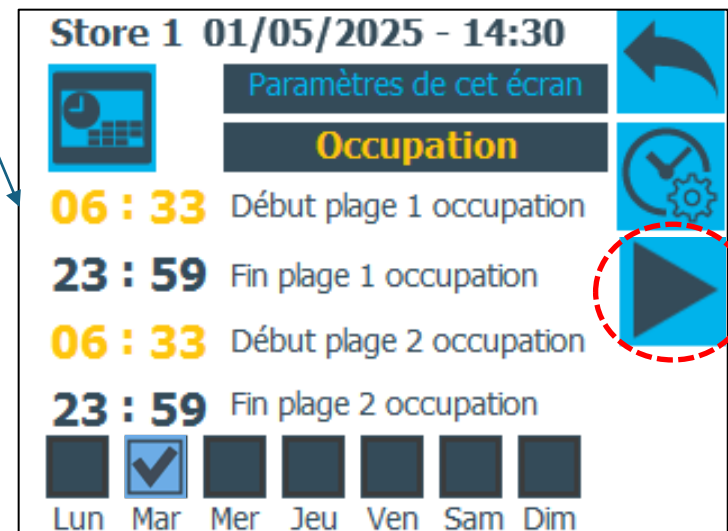 Store 1 01/05/2025 - 14:30
Paramètres de cet écran
Occupation
06 : 33 Début plage 1 occupation
23 : 59 Fin plage 1 occupation
06 : 33 Début plage 2 occupation
23 : 59 Fin plage 2 occupation
Lun Mar Mer Jeu Ven Sam Dim